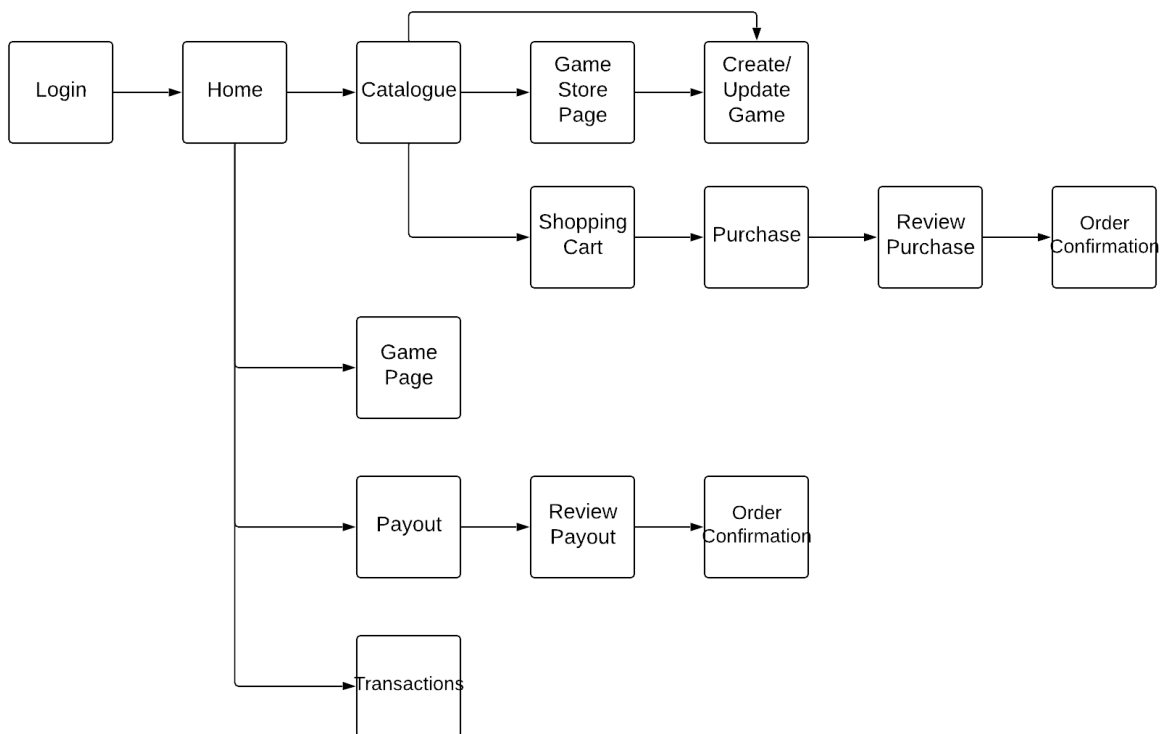 Login
Home
Catalogue
Game
Store
Page
Create/
Update
Game
Shopping
Cart
Purchase
Review
Purchase
Order
Confirmation
Game
Page
Payout
Review
Payout
Order
Confirmation
Transactions